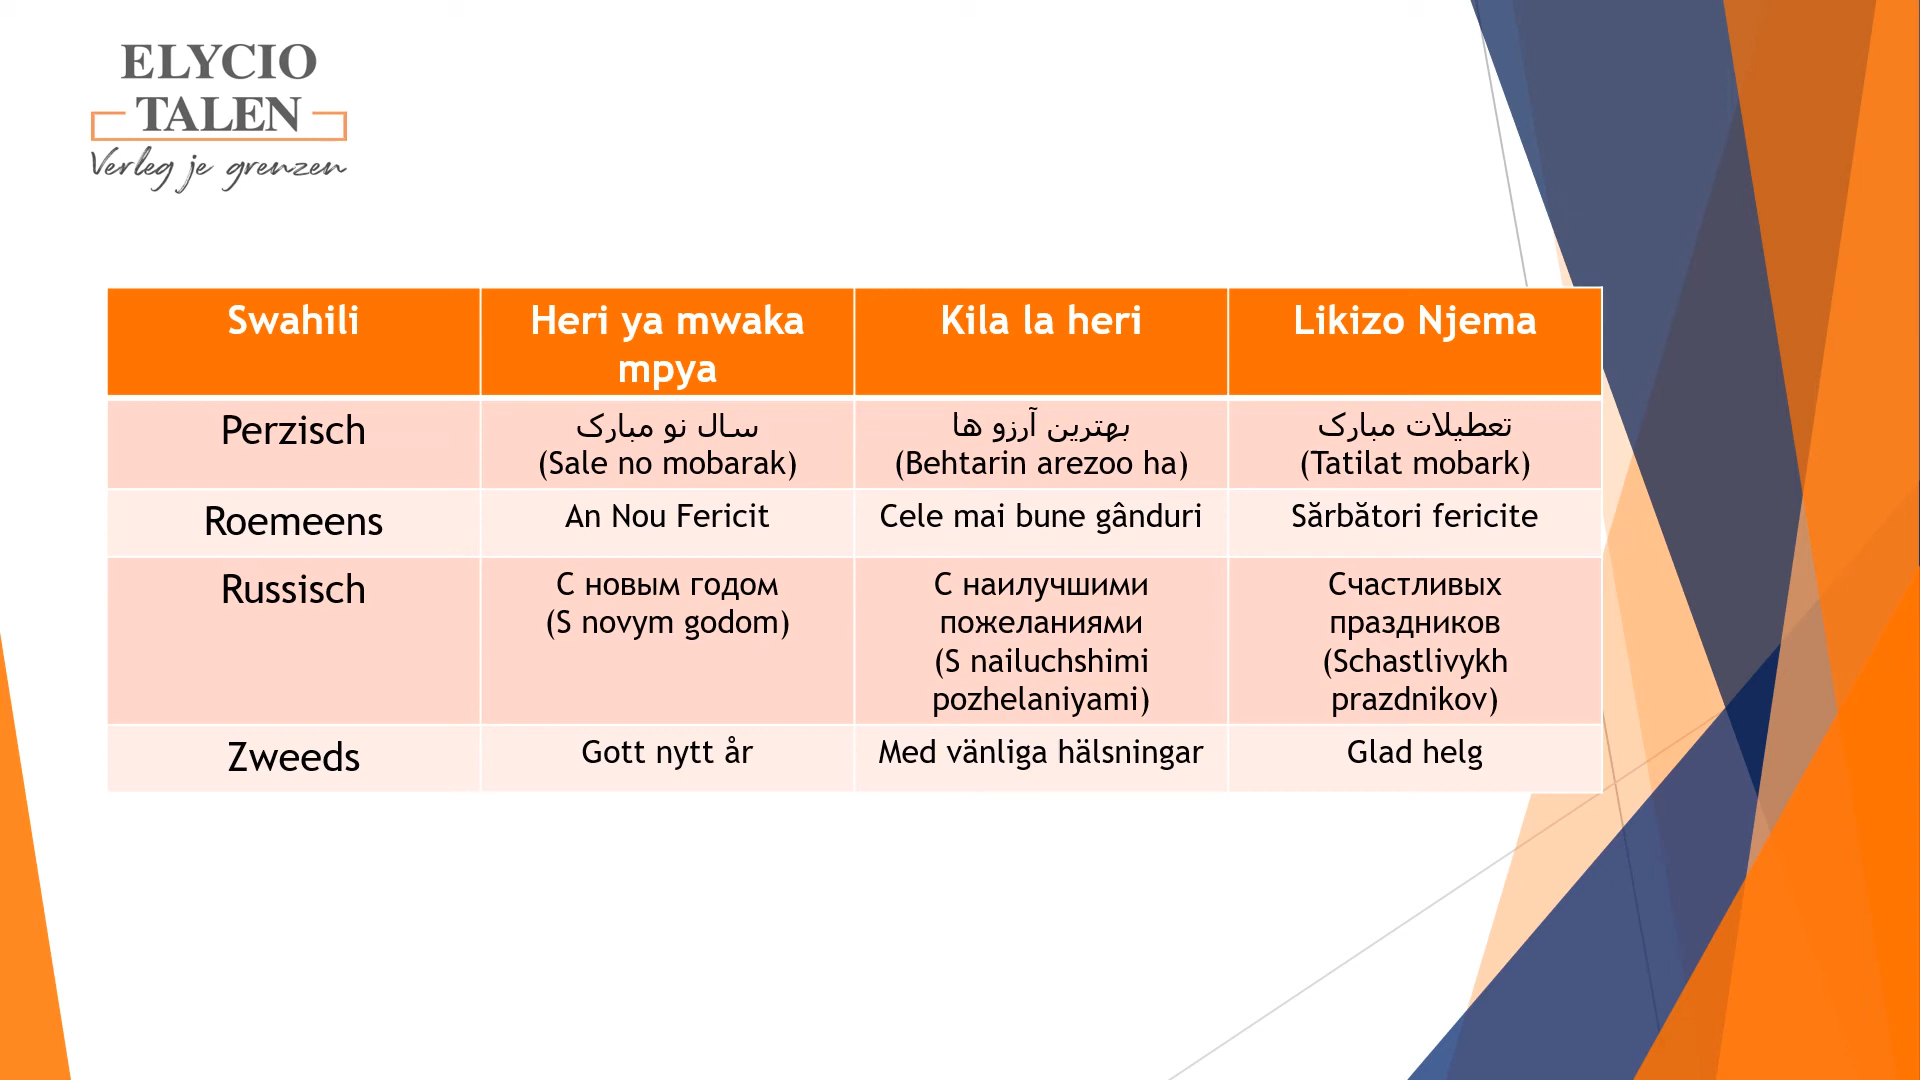 ELYCIO
TALEN
Verleg je grenzen
Swahili
Heri ya mwaka
mpya
Kila la heri
Likizo Njema
Perzisch
سال نو مبارک
(Sale no mobarak)
بهترین آرزو ها
(Behtarin arezoo ha)
تعطیلات مبارک
(Tatilat mobark)
Roemeens
An Nou Fericit
Cele mai bune gânduri
Sărbători fericite
Russisch
С новым годом
(S novym godom)
С наилучшими
пожеланиями
(S nailuchshimi
pozhelaniyami)
Счастливых
праздников
(Schastlivykh
prazdnikov)
Zweeds
Gott nytt år
Med vänliga hälsningar
Glad helg